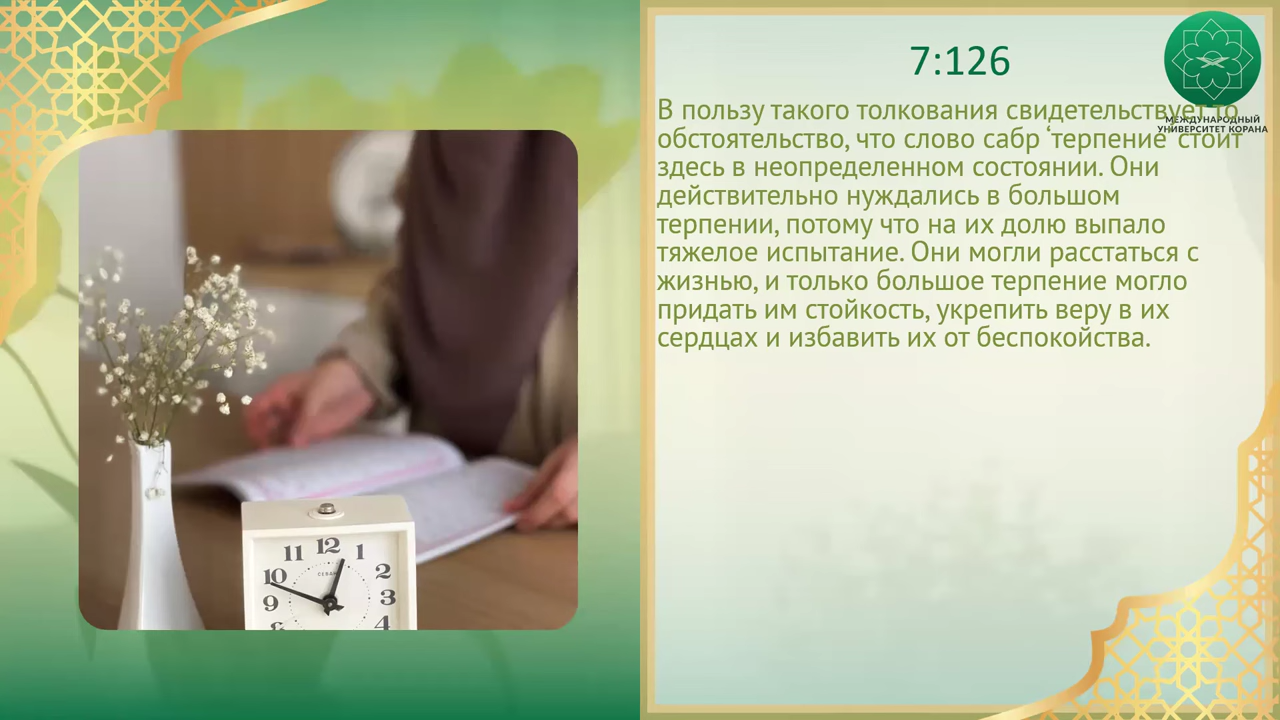 7:126
В пользу такого толкования свидетельствует то
обстоятельство, что слово сабр ‘терпение’ стоит
здесь в неопределенном состоянии. Они
действительно нуждались в большом
терпении, потому что на их долю выпало
тяжелое испытание. Они могли расстаться с
жизнью, и только большое терпение могло
придать им стойкость, укрепить веру в их
сердцах и избавить их от беспокойства.
МЕЖДУНАРОДНЫЙ
УНИВЕРСИТЕТ КОРАНА
11 12 1
10 2
9 3
4